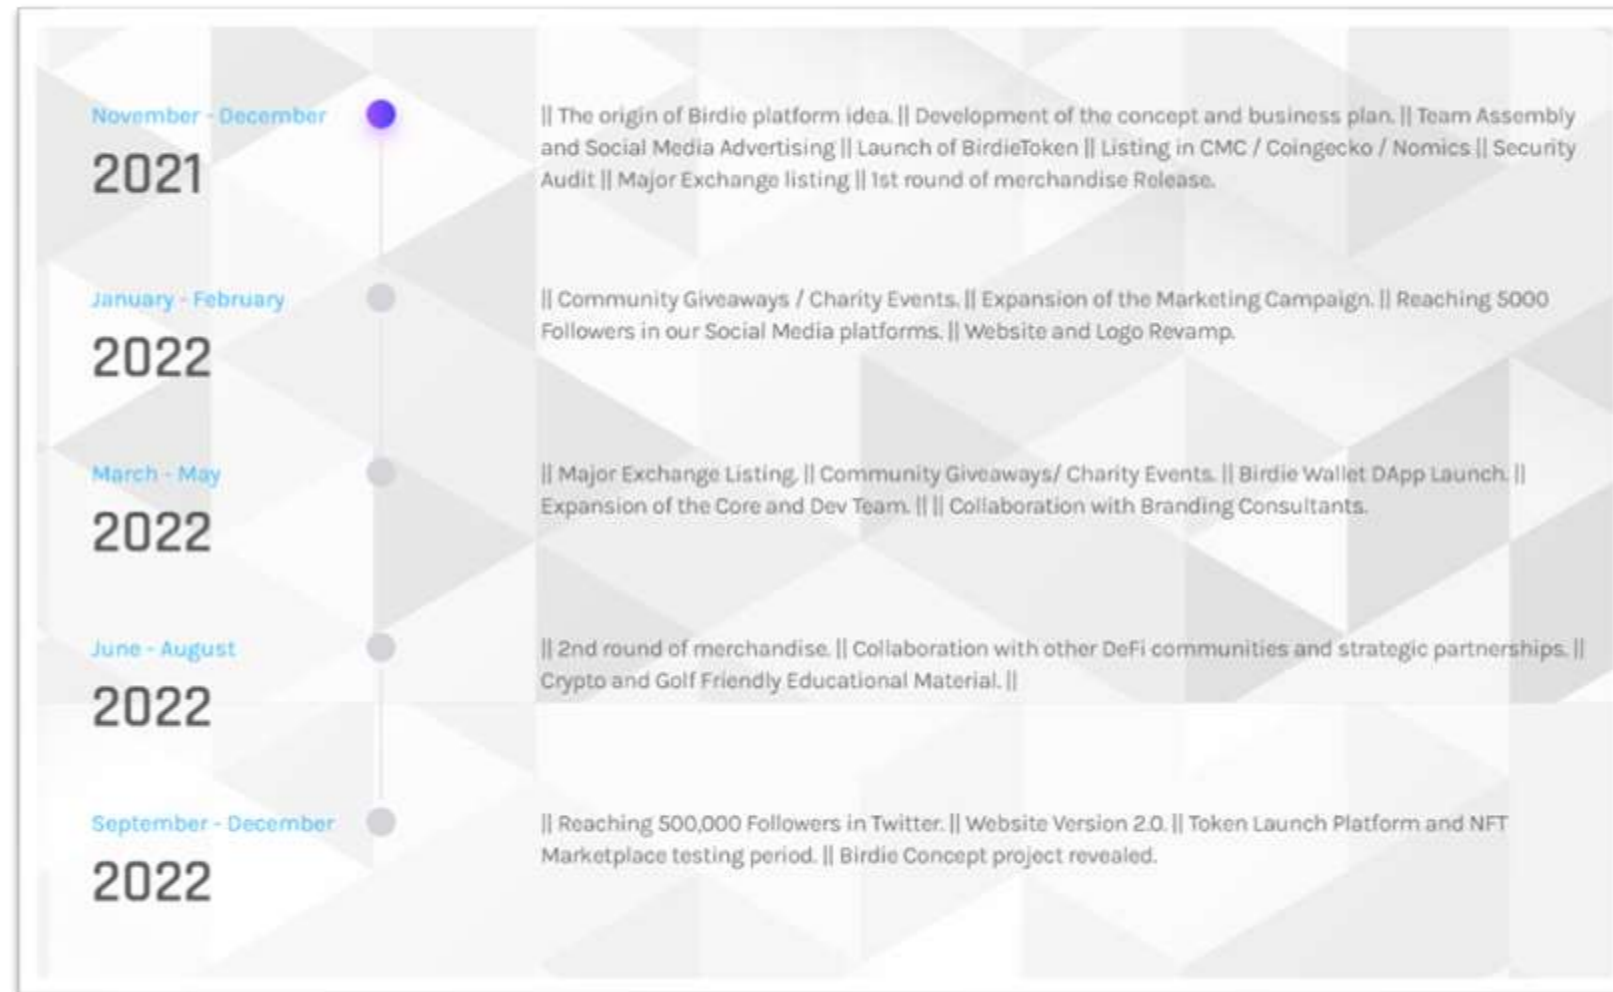 November - December
2021
|| The origin of Birdie platform idea. || Development of the concept and business plan. || Team Assembly
and Social Media Advertising || Launch of BirdieToken || Listing in CMC / Coingecko / Nomics || Security
Audit || Major Exchange listing || 1st round of merchandise Release.
January - February
2022
|| Community Giveaways / Charity Events. || Expansion of the Marketing Campaign. || Reaching 5000
Followers in our Social Media platforms. || Website and Logo Revamp.
March - May
2022
|| Major Exchange Listing. || Community Giveaways/ Charity Events. || Birdie Wallet DApp Launch. ||
Expansion of the Core and Dev Team. || || Collaboration with Branding Consultants.
June - August
2022
|| 2nd round of merchandise. || Collaboration with other DeFi communities and strategic partnerships. ||
Crypto and Golf Friendly Educational Material. ||
September - December
2022
|| Reaching 500,000 Followers in Twitter. || Website Version 2.0. || Token Launch Platform and NFT
Marketplace testing period. || Birdie Concept project revealed.